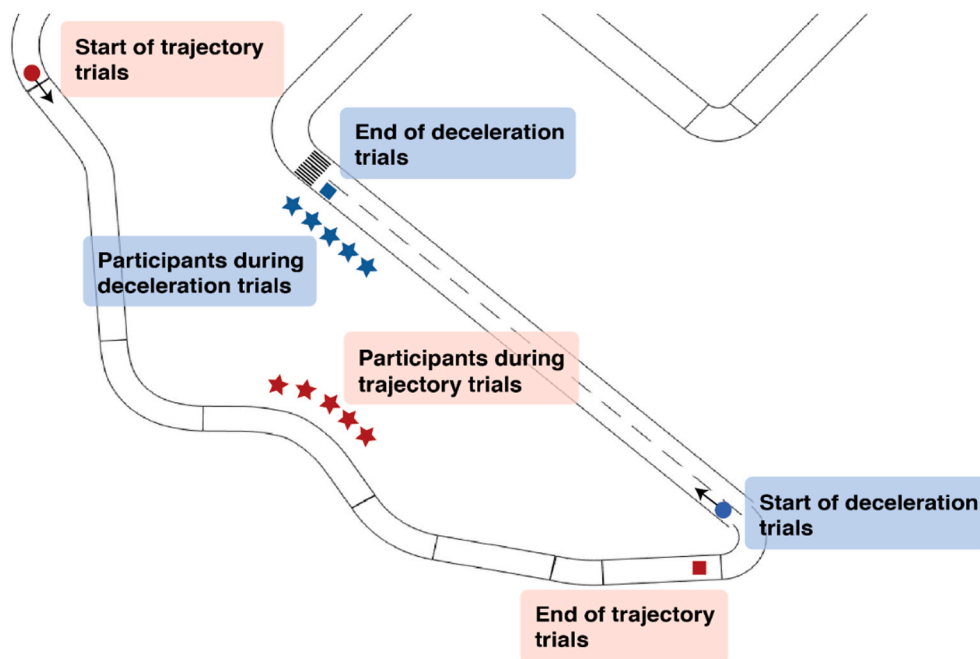 Start of trajectory
trials
End of deceleration
trials
Participants during
deceleration trials
Participants during
trajectory trials
Start of deceleration
trials
End of trajectory
trials